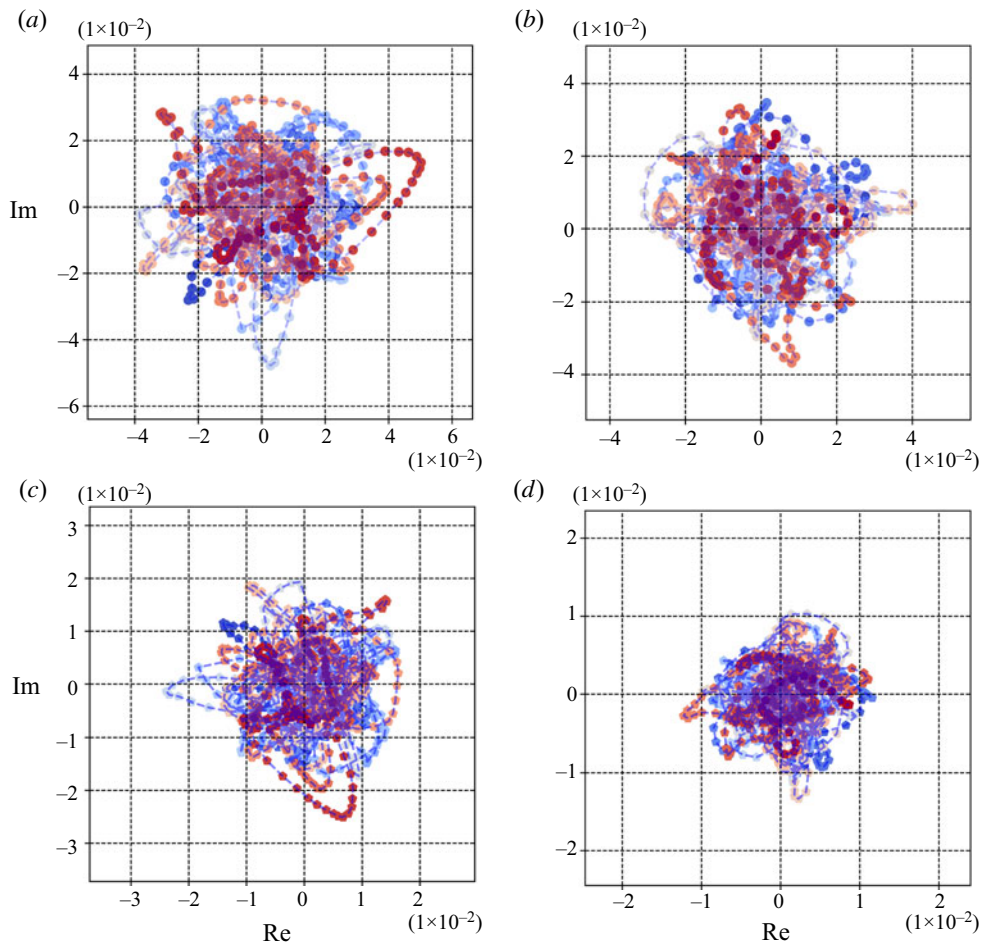 (a) (1×10⁻²)
4
2
Im 0
–2
–4
–6
–4 –2 0 2 4 6
(1×10⁻²)
(b) (1×10⁻²)
4
2
0
–2
–4
–4 –2 0 2 4
(1×10⁻²)
(c) (1×10⁻²)
3
2
1
Im 0
–1
–2
–3
–3 –2 –1 0 1 2
(1×10⁻²)
Re
(d) (1×10⁻²)
2
1
0
–1
–2
–2 –1 0 1 2
(1×10⁻²)
Re